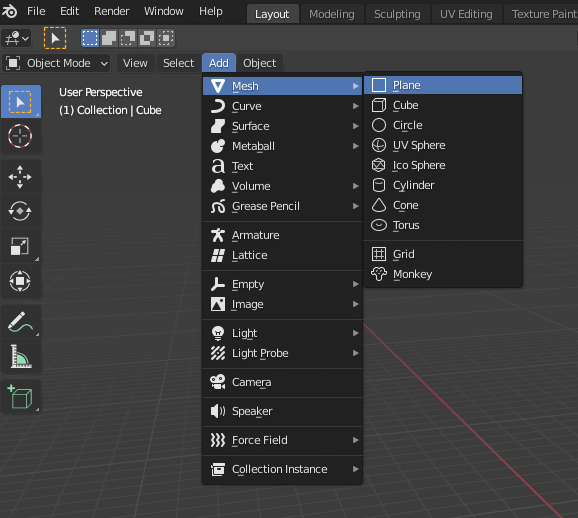 File Edit Render Window Help Layout Modeling Sculpting UV Editing Texture Paint
Object Mode View Select Add Object
User Perspective
(1) Collection | Cube
Mesh
Curve
Surface
Metaball
Text
Volume
Grease Pencil
Armature
Lattice
Empty
Image
Light
Light Probe
Camera
Speaker
Force Field
Collection Instance
Plane
Cube
Circle
UV Sphere
Ico Sphere
Cylinder
Cone
Torus
Grid
Monkey